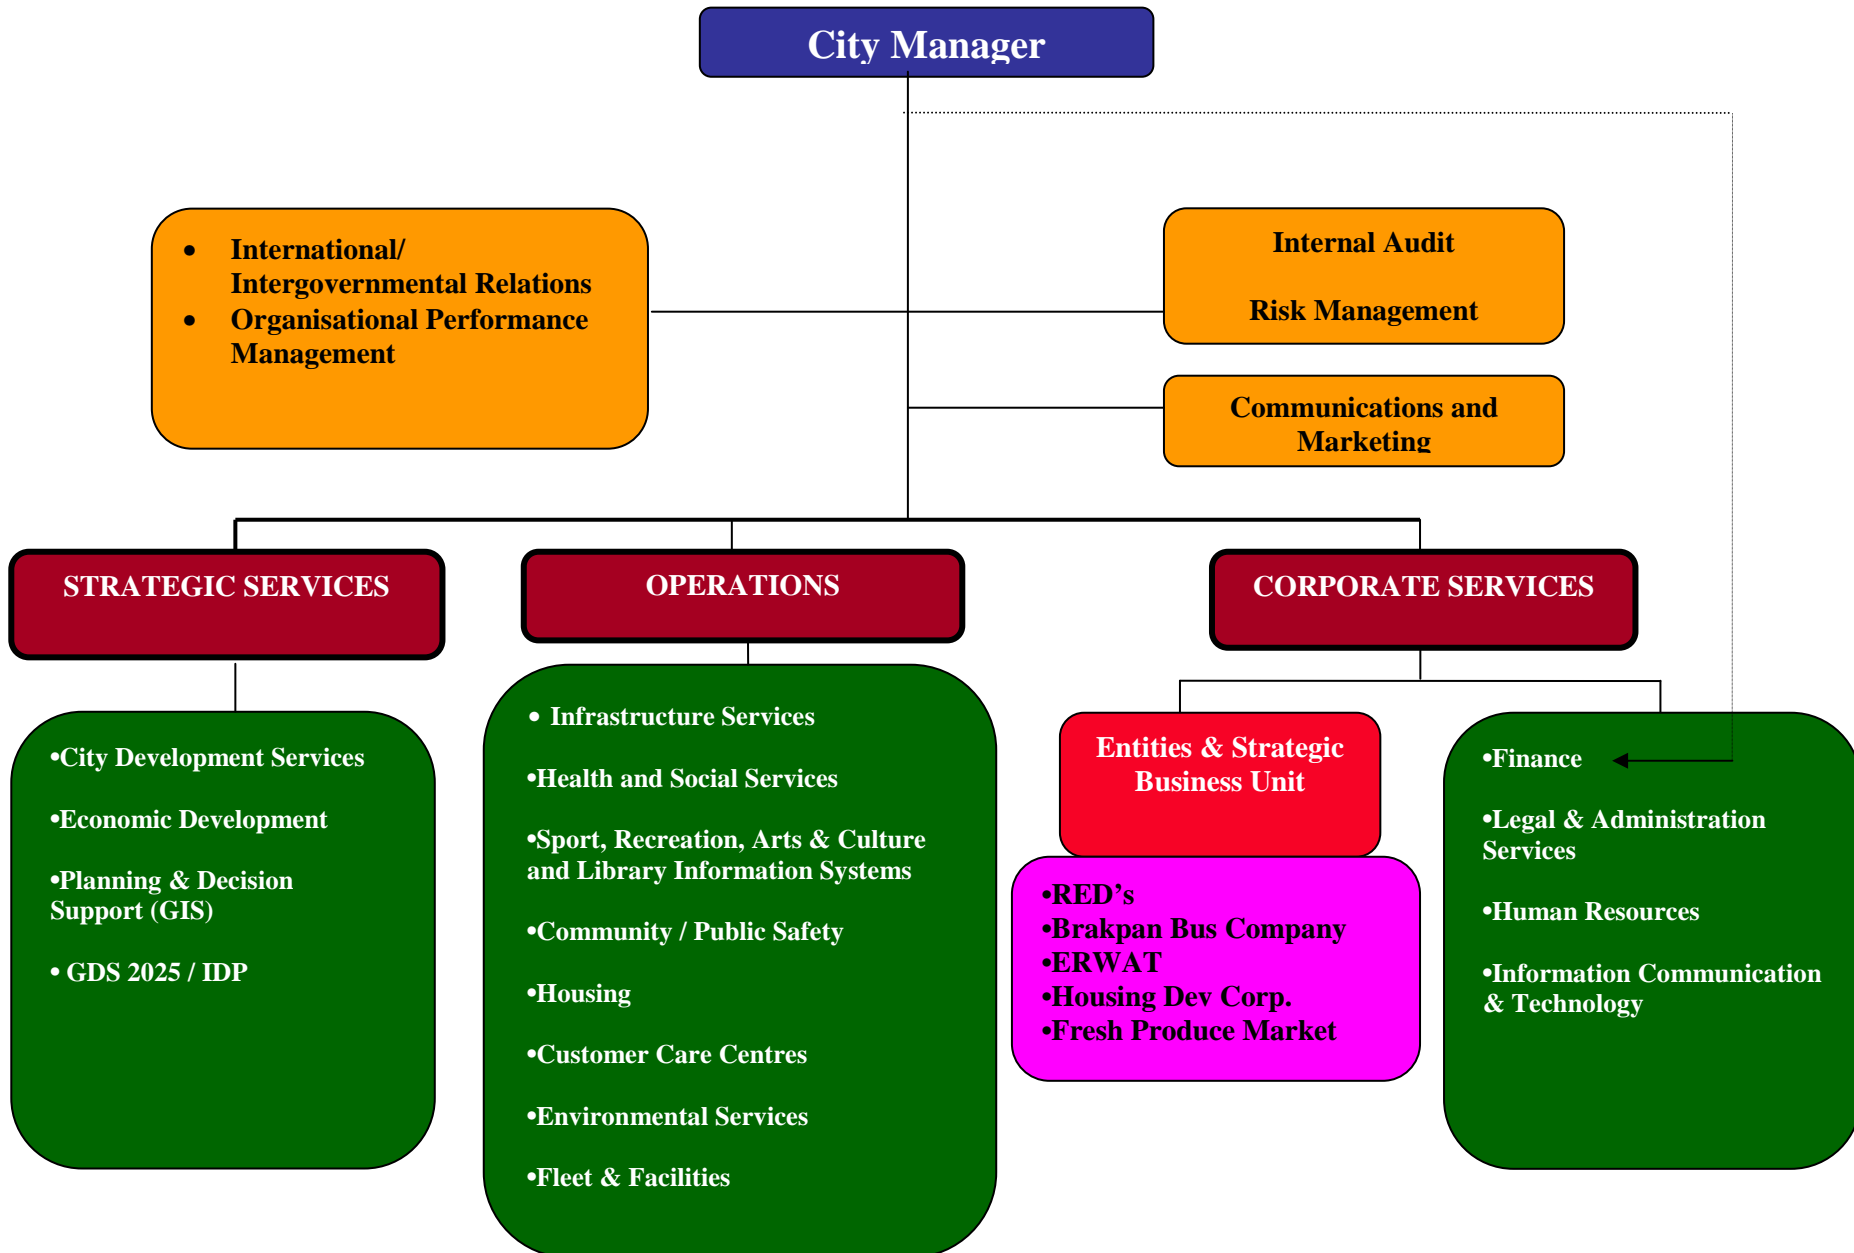 City Manager
• International/
Intergovernmental Relations
• Organisational Performance
Management
Internal Audit
Risk Management
Communications and
Marketing
STRATEGIC SERVICES
OPERATIONS
CORPORATE SERVICES
•City Development Services
•Economic Development
•Planning & Decision
Support (GIS)
• GDS 2025 / IDP
• Infrastructure Services
•Health and Social Services
•Sport, Recreation, Arts & Culture
and Library Information Systems
•Community / Public Safety
•Housing
•Customer Care Centres
•Environmental Services
•Fleet & Facilities
Entities & Strategic
Business Unit
•RED’s
•Brakpan Bus Company
•ERWAT
•Housing Dev Corp.
•Fresh Produce Market
•Finance
•Legal & Administration
Services
•Human Resources
•Information Communication
& Technology